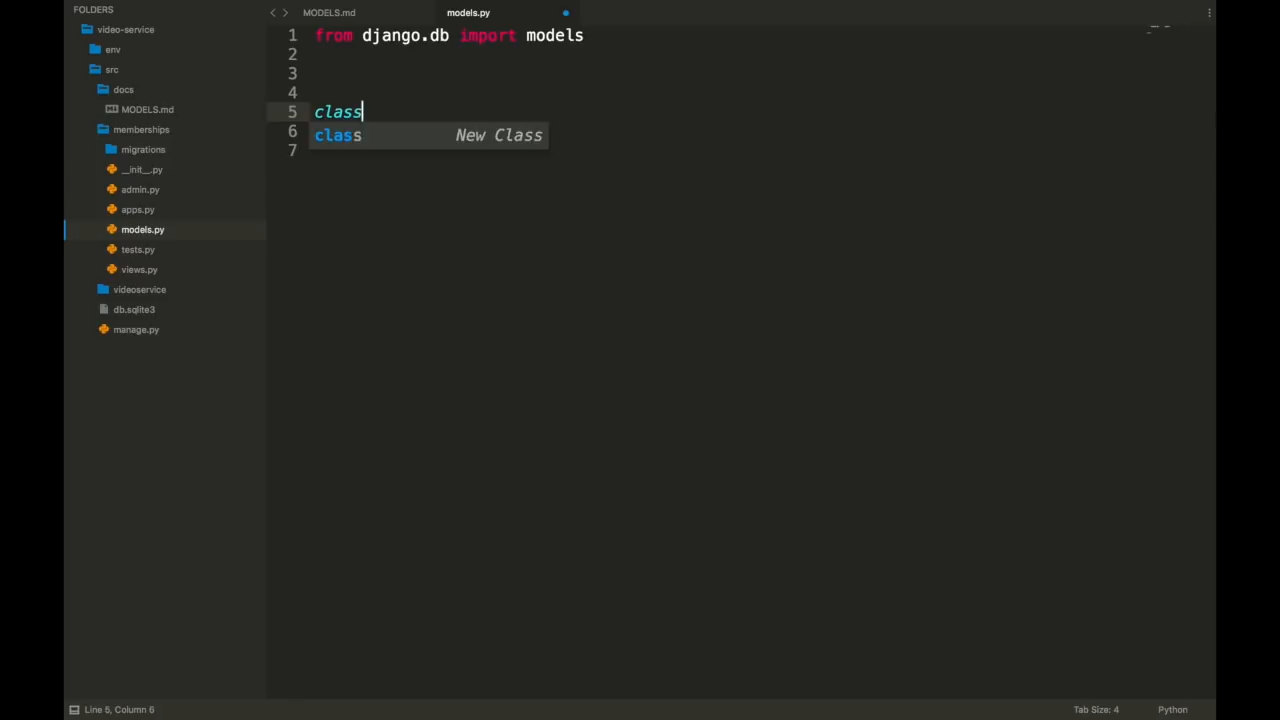 FOLDERS
video-service
env
src
docs
MODELS.md
memberships
migrations
__init__.py
admin.py
apps.py
models.py
tests.py
views.py
videoservice
db.sqlite3
manage.py
MODELS.md
models.py
1 from django.db import models
2
3
4
5 class
6
7
class New Class
Line 5, Column 6
Tab Size: 4
Python